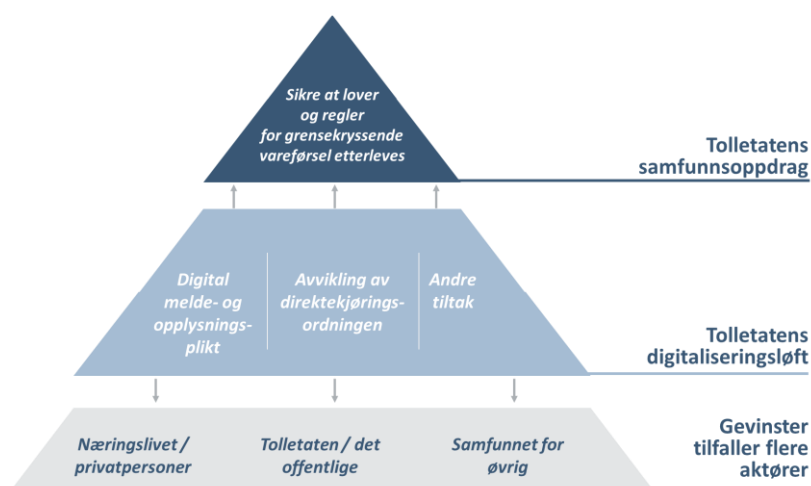 Sikre at lover
og regler
for grensekryssende
vareførsel etterleves
Tolletatens
samfunnsoppdrag
Digital
melde- og
opplysnings-
plikt
Avvikling av
direktekjørings-
ordningen
Andre
tiltak
Tolletatens
digitaliseringsløft
Næringslivet /
privatpersoner
Tolletaten / det
offentlige
Samfunnet for
øvrig
Gevinster
tilfaller flere
aktører